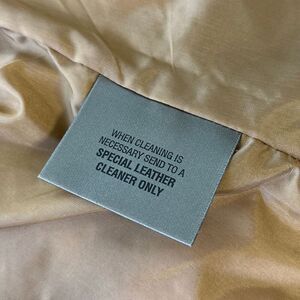 WHEN CLEANING IS
NECESSARY SEND TO A
SPECIAL LEATHER
CLEANER ONLY